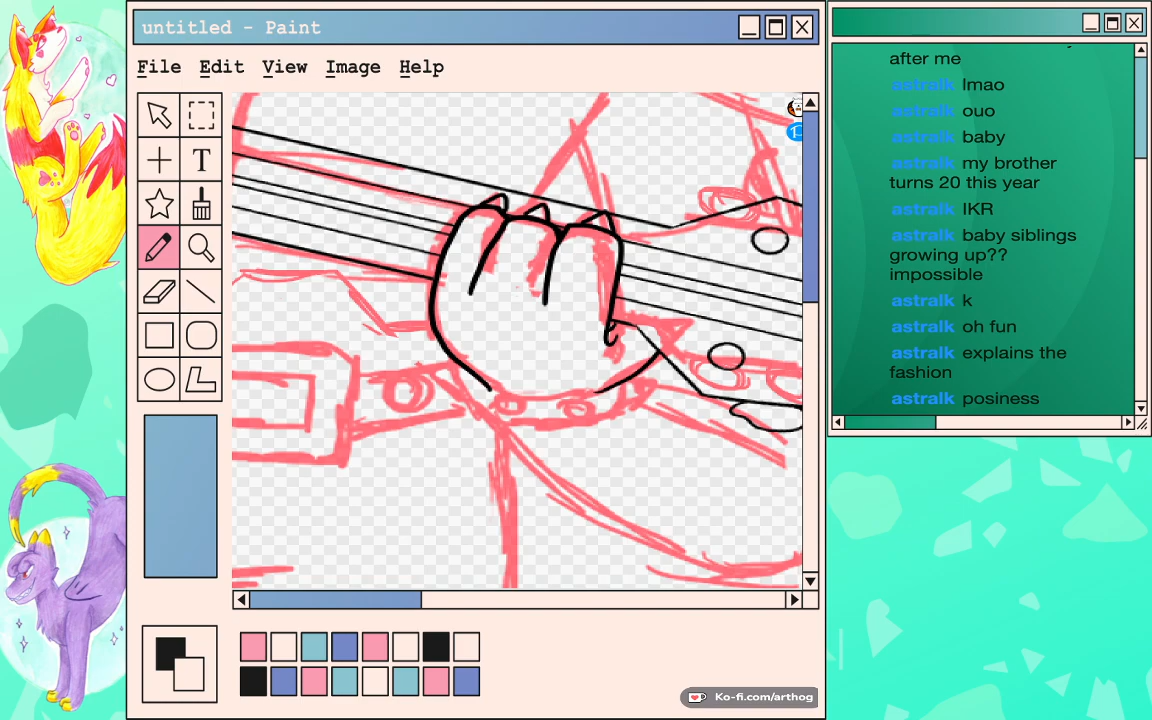 untitled - Paint
File Edit View Image Help
T
Ko-fi.com/arthog
after me
astralk lmao
astralk ouo
astralk baby
astralk my brother
turns 20 this year
astralk IKR
astralk baby siblings
growing up??
impossible
astralk k
astralk oh fun
astralk explains the
fashion
astralk posiness